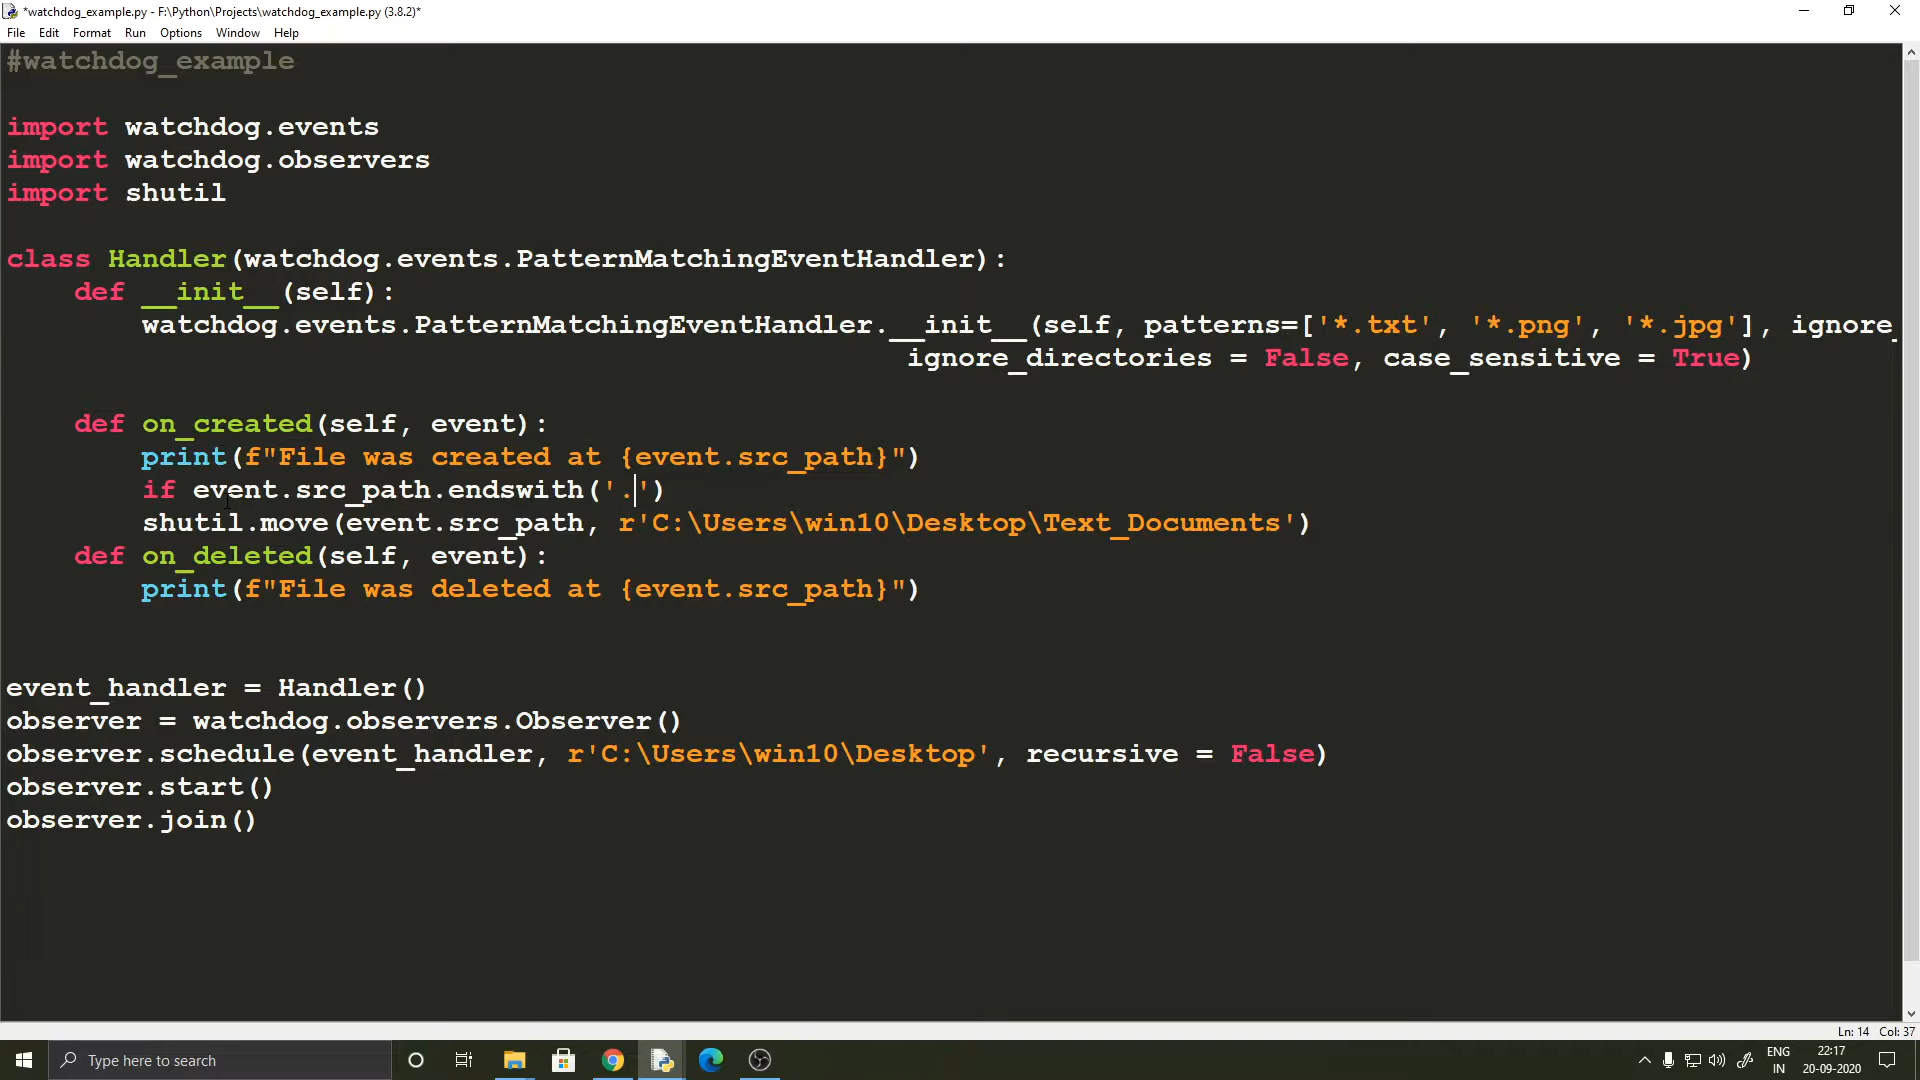 *watchdog_example.py - F:\Python\Projects\watchdog_example.py (3.8.2)*
File Edit Format Run Options Window Help
#watchdog_example
import watchdog.events
import watchdog.observers
import shutil
class Handler(watchdog.events.PatternMatchingEventHandler):
def __init__(self):
watchdog.events.PatternMatchingEventHandler.__init__(self, patterns=['*.txt', '*.png', '*.jpg'], ignore_
ignore_directories = False, case_sensitive = True)
def on_created(self, event):
print(f"File was created at {event.src_path}")
if event.src_path.endswith('.')
shutil.move(event.src_path, r'C:\Users\win10\Desktop\Text_Documents')
def on_deleted(self, event):
print(f"File was deleted at {event.src_path}")
event_handler = Handler()
observer = watchdog.observers.Observer()
observer.schedule(event_handler, r'C:\Users\win10\Desktop', recursive = False)
observer.start()
observer.join()
Ln: 14 Col: 37
Type here to search
ENG
IN
22:17
20-09-2020